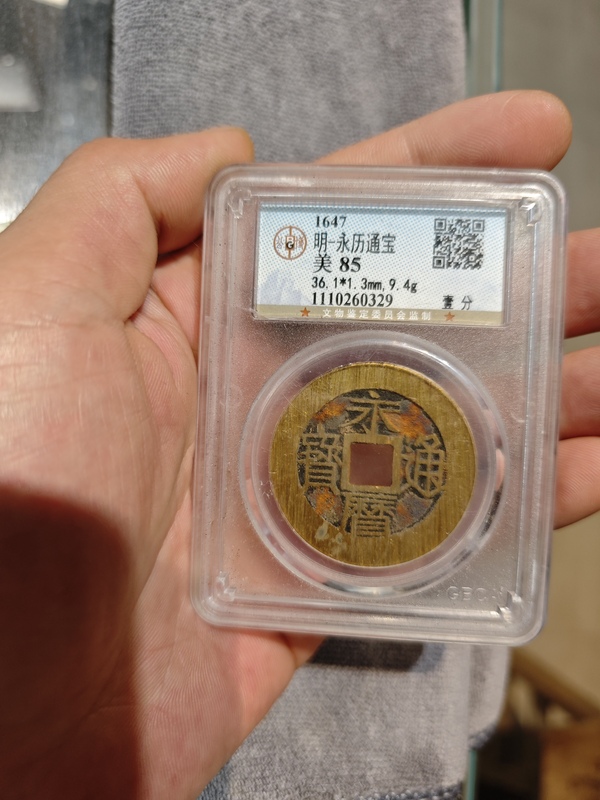 1647
明-永历通宝
美 85
36.1*1.3mm,9.4g
1110260329 壹 分
★ 文物鉴定委员会监制 ★
G
永曆通寶